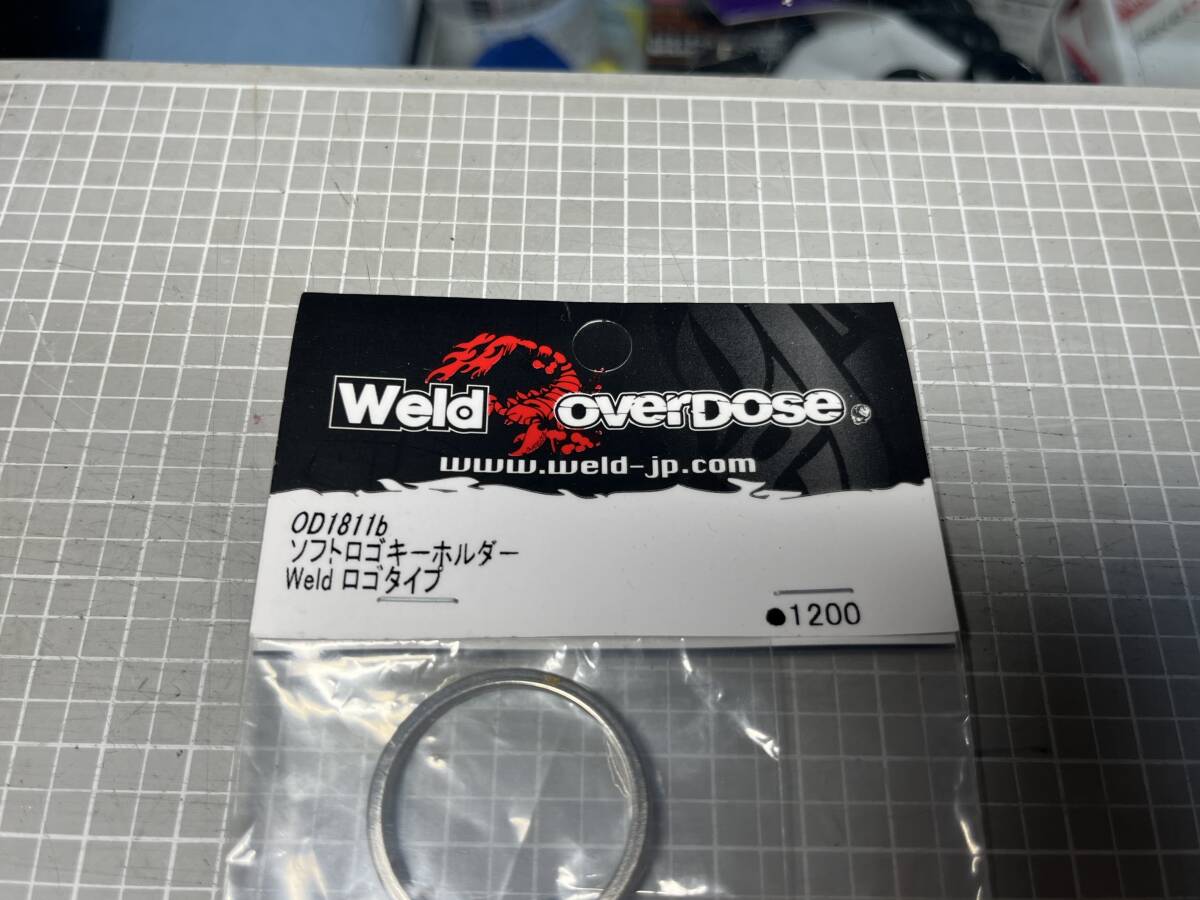 Weld OVERDOSE.
www.weld-jp.com
OD1811b
ソフトロゴキーホルダー
Weld ロゴタイプ
●1200